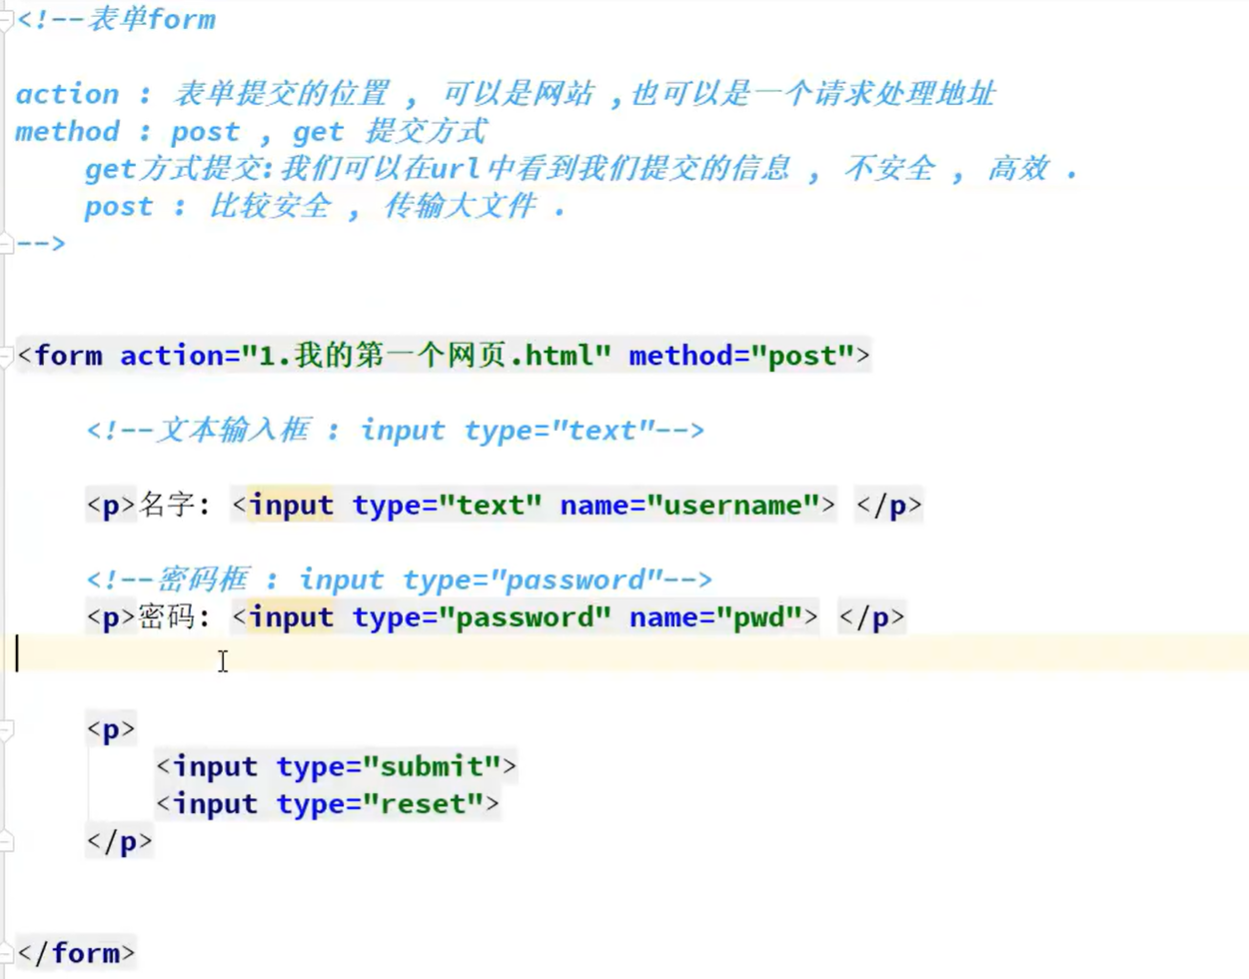 <!--表单form
action : 表单提交的位置 , 可以是网站 ,也可以是一个请求处理地址
method : post , get 提交方式
get方式提交:我们可以在url中看到我们提交的信息 , 不安全 , 高效 .
post : 比较安全 , 传输大文件 .
-->
<form action="1.我的第一个网页.html" method="post">
<!--文本输入框 : input type="text"-->
<p>名字: <input type="text" name="username"> </p>
<!--密码框 : input type="password"-->
<p>密码: <input type="password" name="pwd"> </p>
<p>
<input type="submit">
<input type="reset">
</p>
</form>